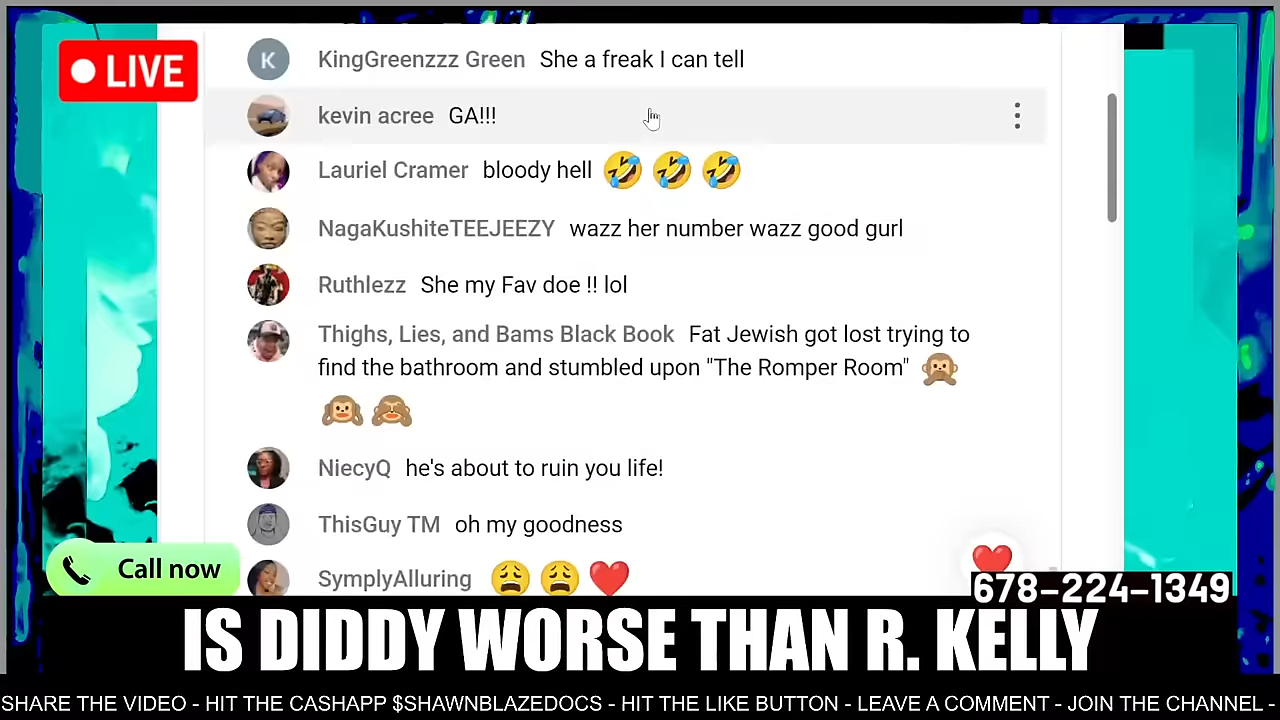 LIVE
K KingGreenzzz Green She a freak I can tell
kevin acree GA!!!
Lauriel Cramer bloody hell 🤣 🤣 🤣
NagaKushiteTEEJEEZY wazz her number wazz good gurl
Ruthlezz She my Fav doe !! lol
Thighs, Lies, and Bams Black Book Fat Jewish got lost trying to
find the bathroom and stumbled upon "The Romper Room" 🙊
🐵 🙈
NiecyQ he's about to ruin you life!
ThisGuy TM oh my goodness
SymplyAlluring 😩 😩 ❤️
Call now
678-224-1349
IS DIDDY WORSE THAN R. KELLY
SHARE THE VIDEO - HIT THE CASHAPP $SHAWNBLAZEDOCS - HIT THE LIKE BUTTON - LEAVE A COMMENT - JOIN THE CHANNEL -